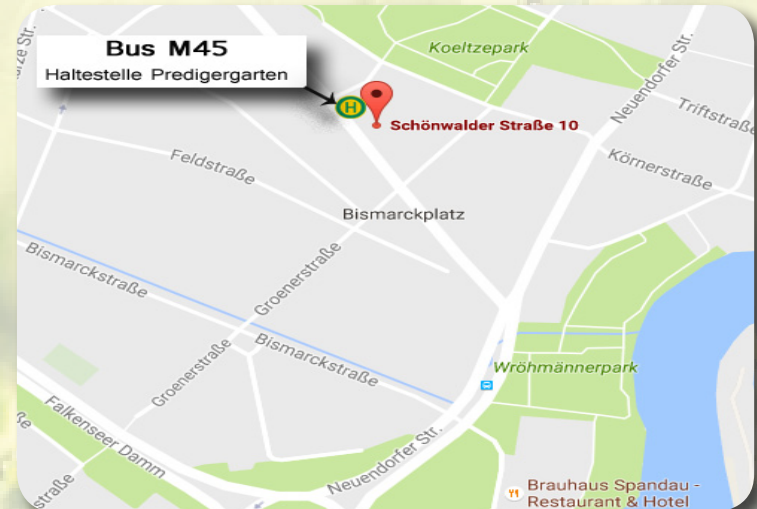 Bus M45
Haltestelle Predigergarten
H
Koeltzepark
Neuendorfer Str.
Triftstraße
Schönwalder Straße 10
Körnerstraße
Feldstraße
Bismarckplatz
Bismarckstraße
Groenerstraße
Groenerstraße
Bismarckstraße
Wröhmännerpark
Falkenseer Damm
Neuendorfer Str.
straße
Brauhaus Spandau -
Restaurant & Hotel